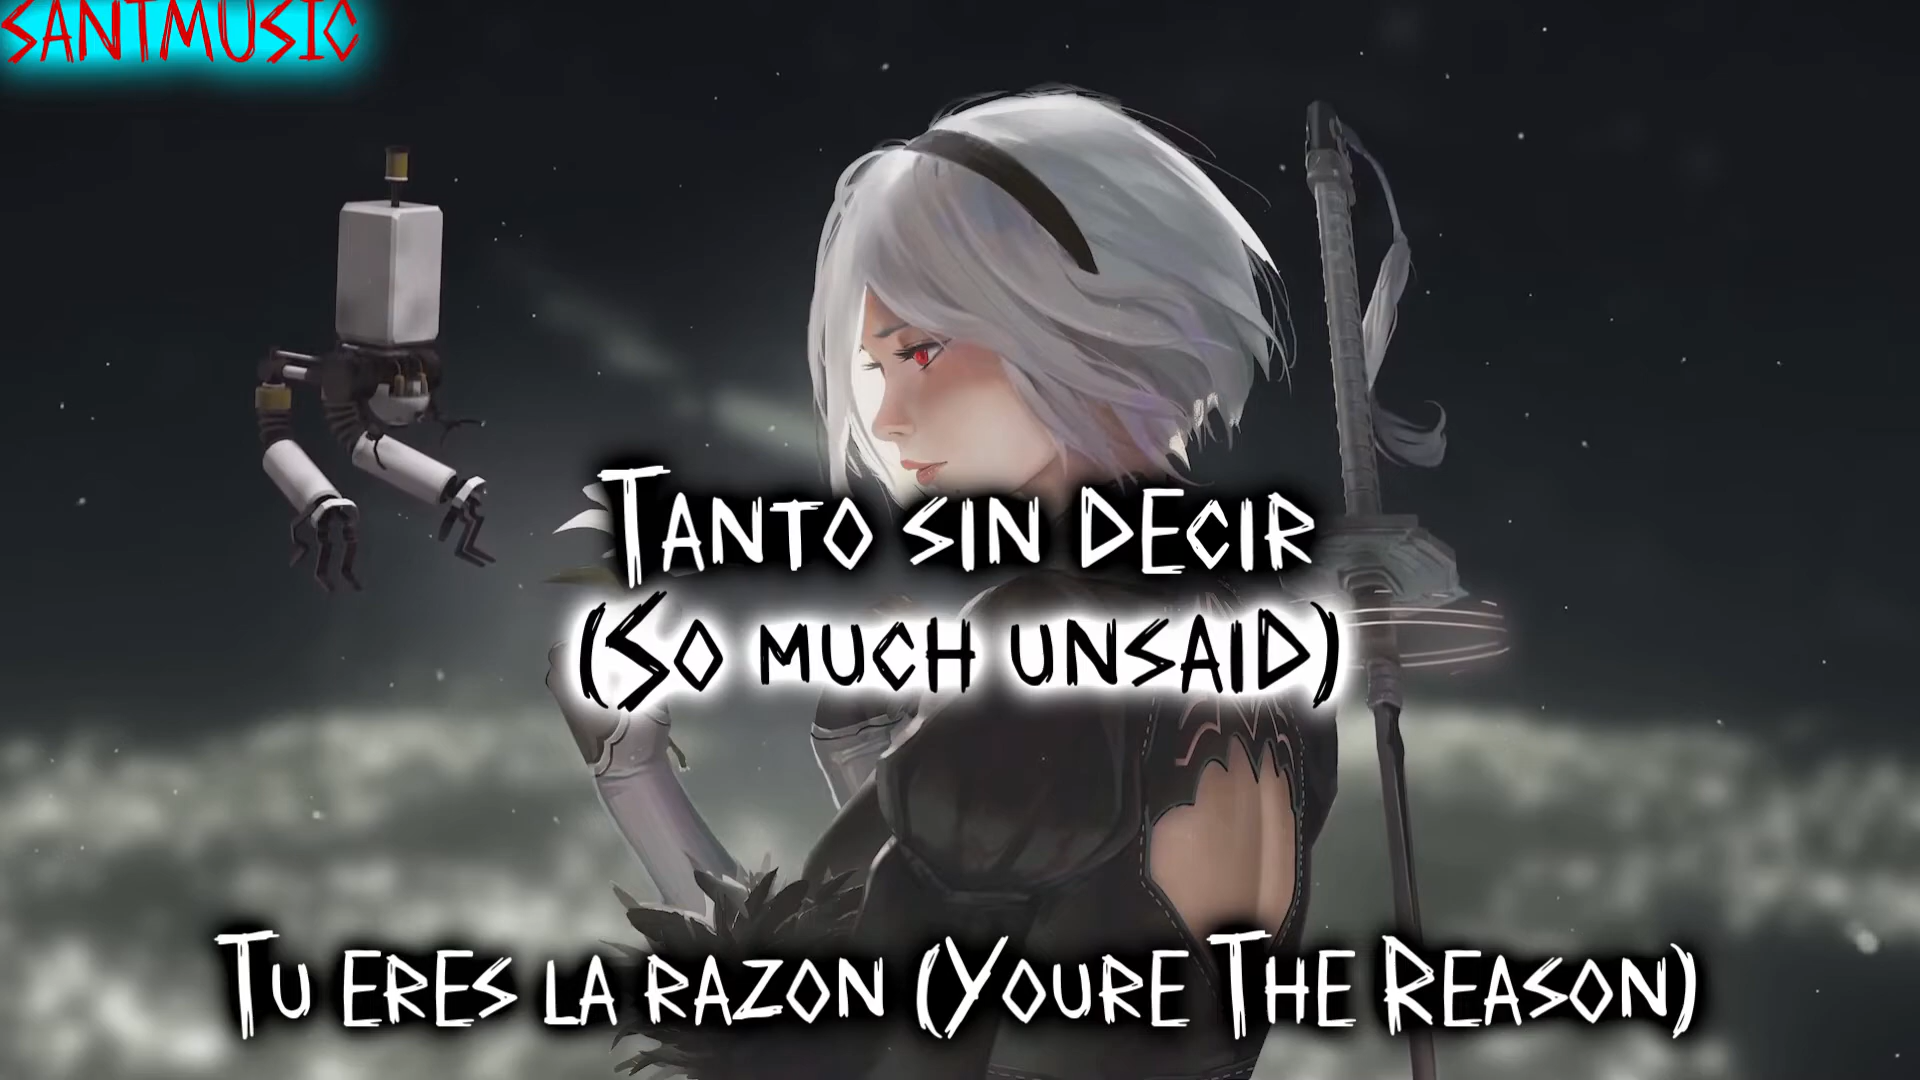 SANTMUSIC
TANTO SIN DECIR
(SO MUCH UNSAID)
TU ERES LA RAZON (YOURE THE REASON)